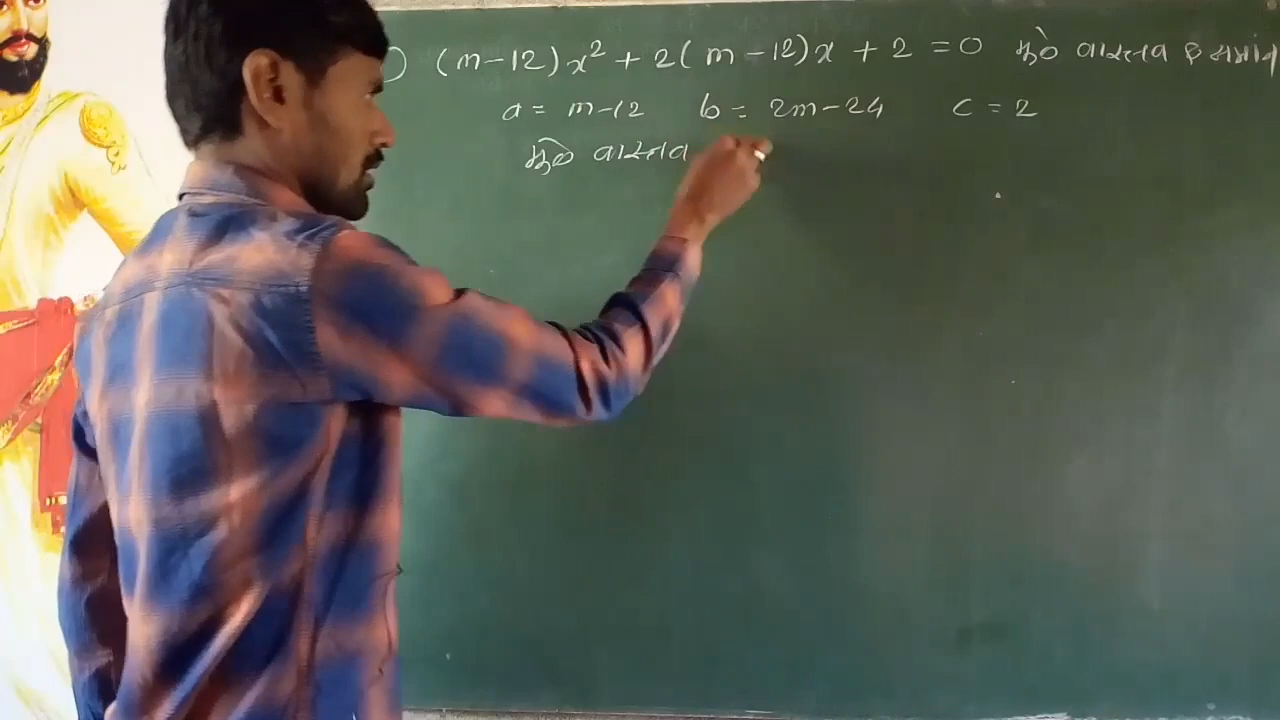 ) (m-12)x² + 2(m-12)x + 2 = 0 मुळे वास्तव व समान
a = m-12 b = 2m-24 c = 2
मुळे वास्तव